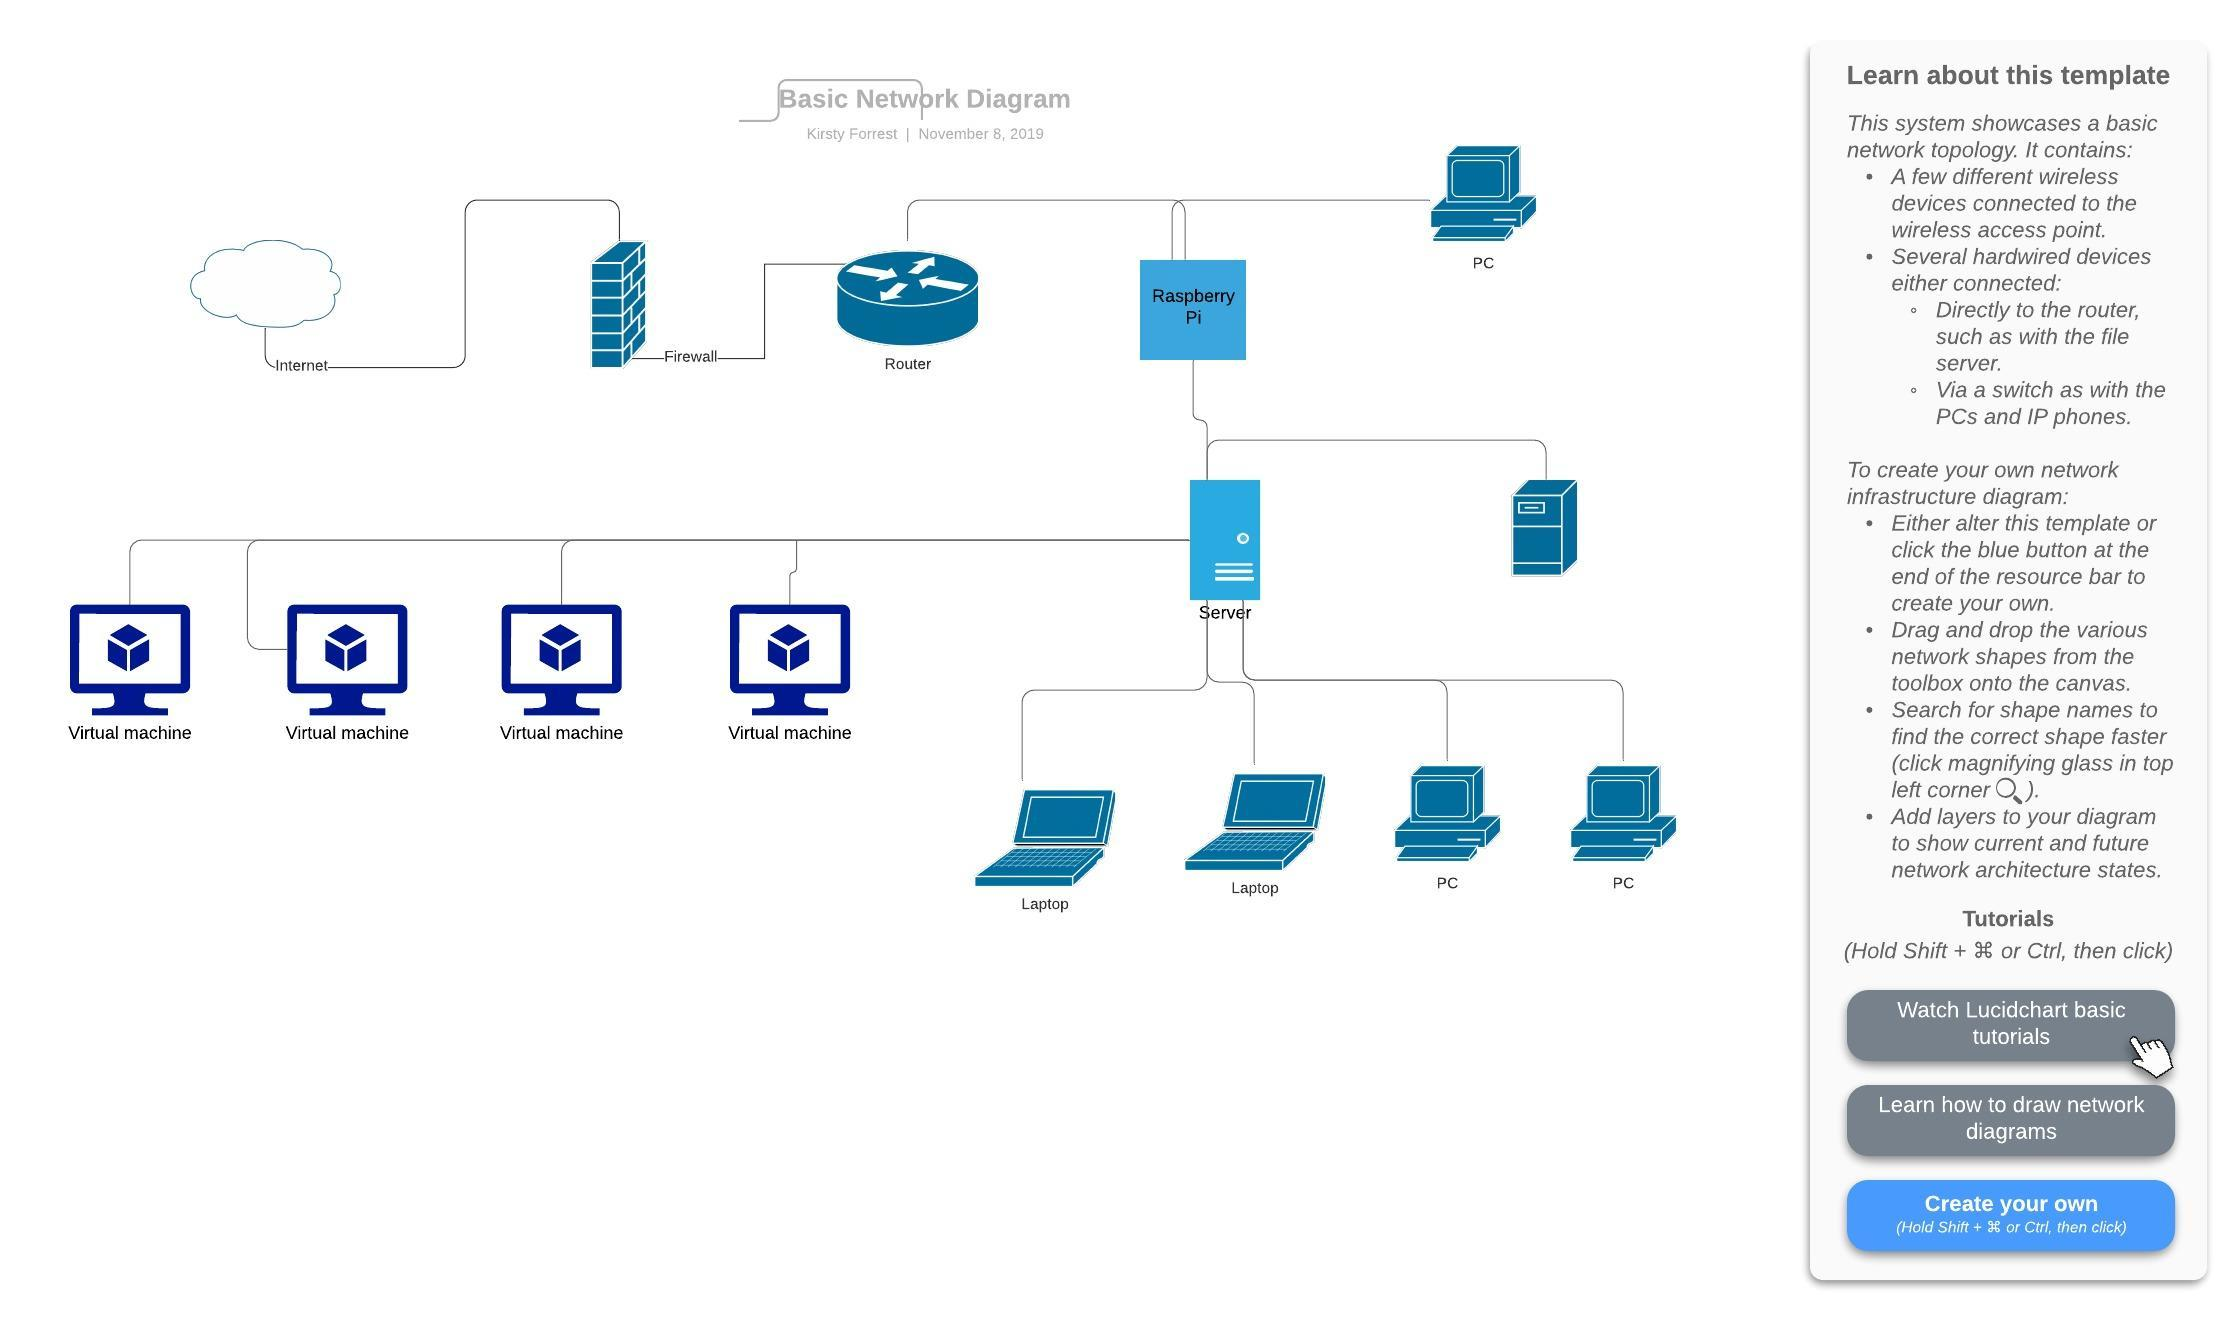 Basic Network Diagram
Kirsty Forrest | November 8, 2019
PC
Raspberry
Pi
Internet
Firewall
Router
Server
Virtual machine
Virtual machine
Virtual machine
Virtual machine
Laptop
Laptop
PC
PC
Learn about this template
This system showcases a basic
network topology. It contains:
• A few different wireless
devices connected to the
wireless access point.
• Several hardwired devices
either connected:
◦ Directly to the router,
such as with the file
server.
◦ Via a switch as with the
PCs and IP phones.
To create your own network
infrastructure diagram:
• Either alter this template or
click the blue button at the
end of the resource bar to
create your own.
• Drag and drop the various
network shapes from the
toolbox onto the canvas.
• Search for shape names to
find the correct shape faster
(click magnifying glass in top
left corner ).
• Add layers to your diagram
to show current and future
network architecture states.
Tutorials
(Hold Shift + ⌘ or Ctrl, then click)
Watch Lucidchart basic
tutorials
Learn how to draw network
diagrams
Create your own
(Hold Shift + ⌘ or Ctrl, then click)